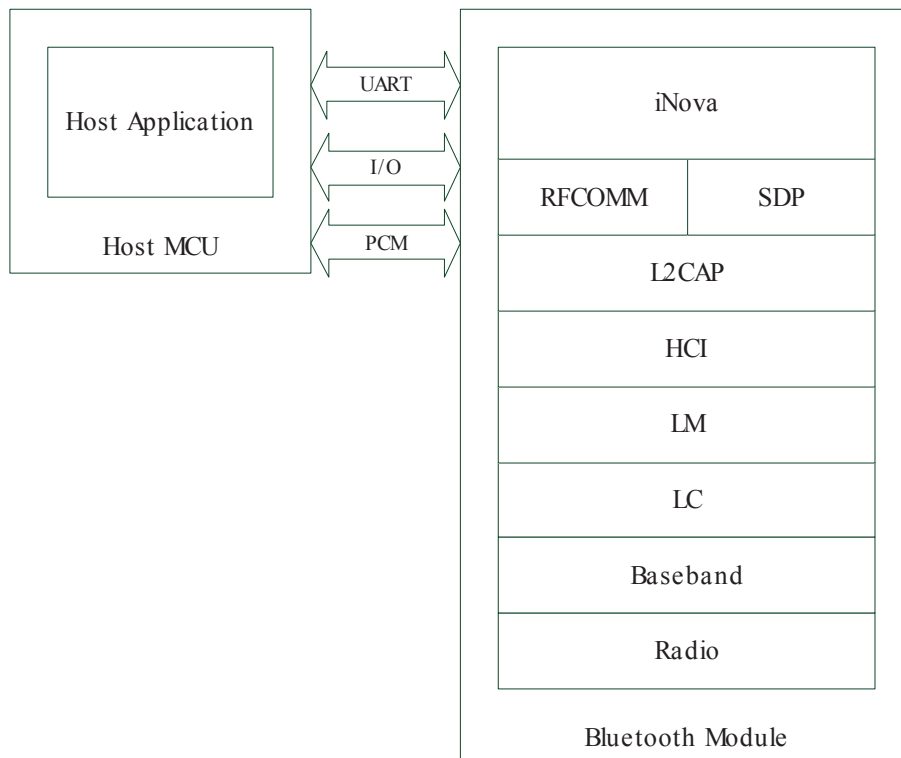 Host Application
Host MCU
UART
I/O
PCM
iNova
RFCOMM
SDP
L2CAP
HCI
LM
LC
Baseband
Radio
Bluetooth Module